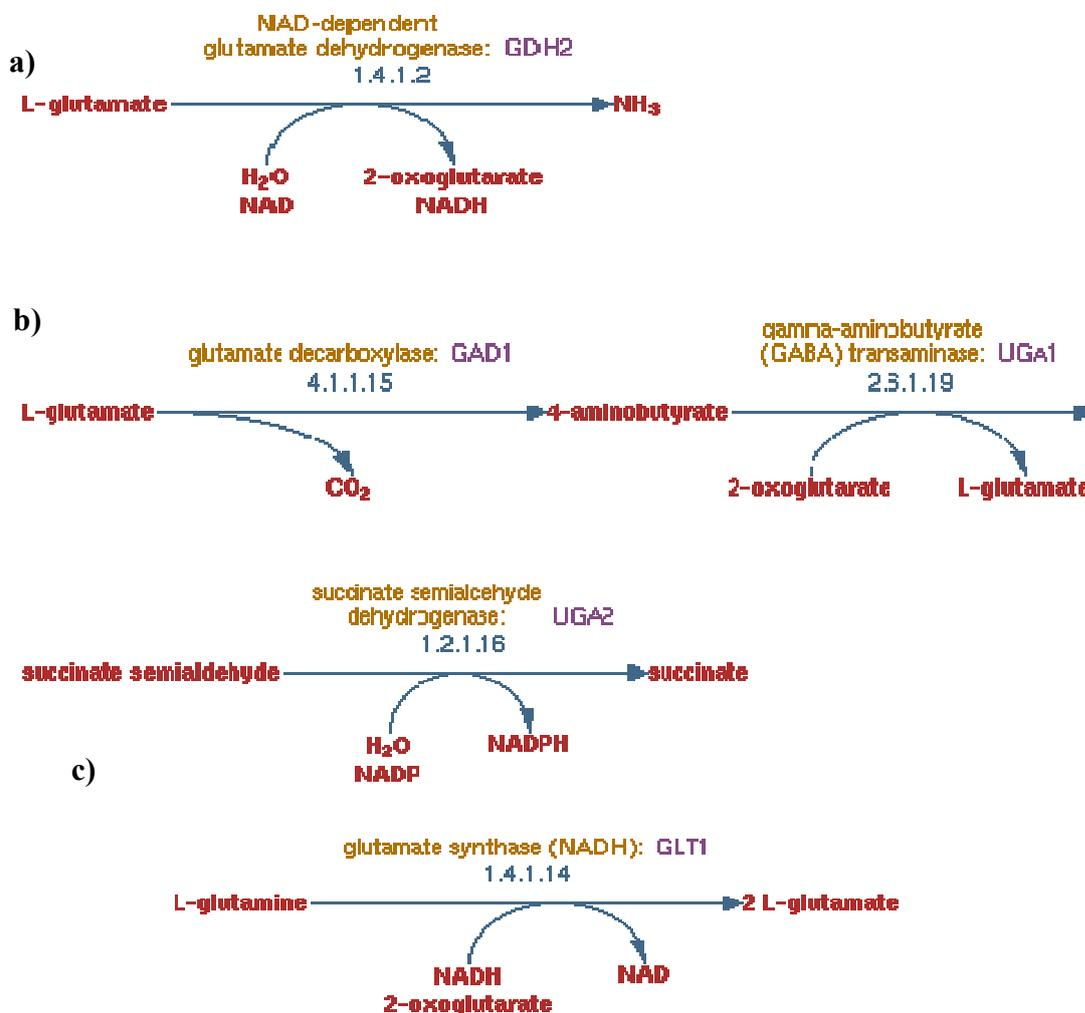 a)
NAD-dependent
glutamate dehydrogenase: GDH2
1.4.1.2
L-glutamate NH₃
H₂O 2-oxoglutarate
NAD NADH
b)
glutamate decarboxylase: GAD1
4.1.1.15
gamma-aminobutyrate
(GABA) transaminase: UGA1
2.6.1.19
L-glutamate 4-aminobutyrate
CO₂
2-oxoglutarate L-glutamate
succinate semialdehyde
dehydrogenase: UGA2
1.2.1.16
succinate semialdehyde succinate
H₂O NADPH
NADP
c)
glutamate synthase (NADH): GLT1
1.4.1.14
L-glutamine 2 L-glutamate
NADH NAD
2-oxoglutarate